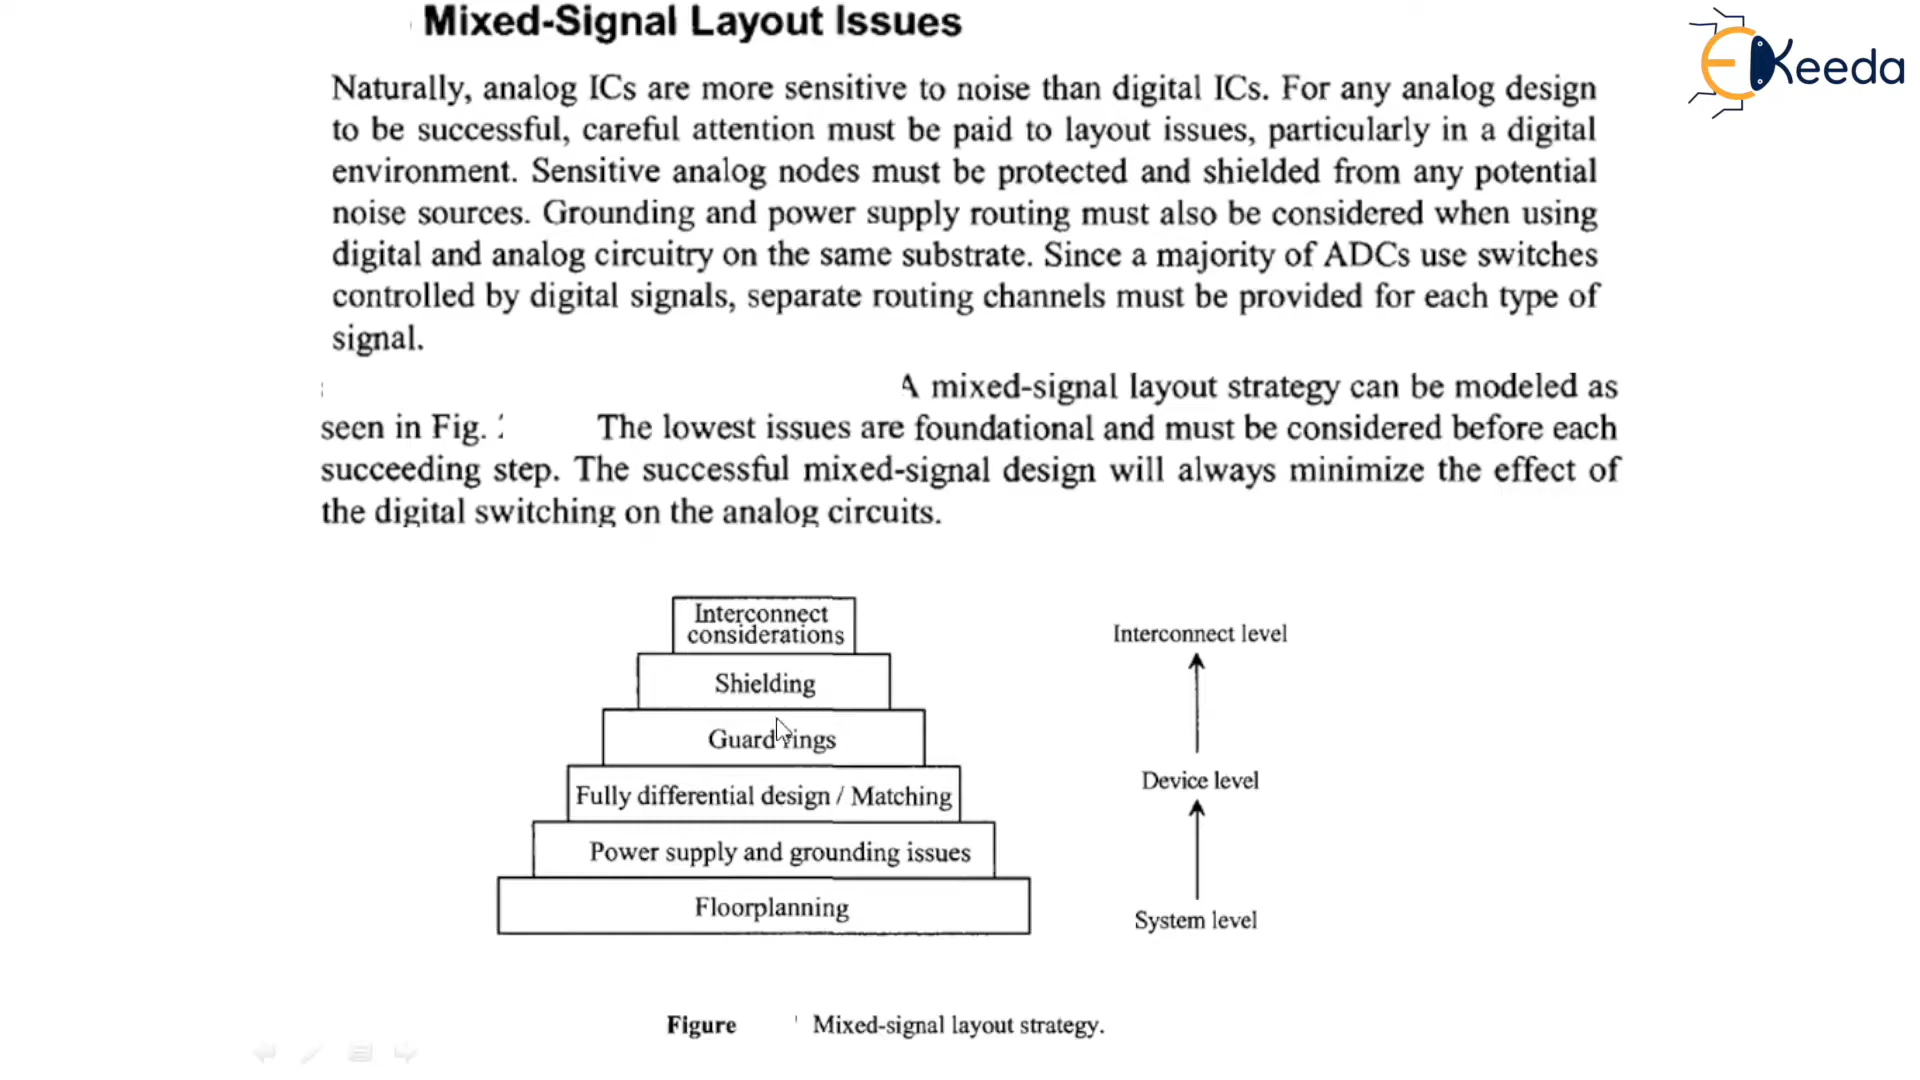 Mixed-Signal Layout Issues
EKeeda
Naturally, analog ICs are more sensitive to noise than digital ICs. For any analog design
to be successful, careful attention must be paid to layout issues, particularly in a digital
environment. Sensitive analog nodes must be protected and shielded from any potential
noise sources. Grounding and power supply routing must also be considered when using
digital and analog circuitry on the same substrate. Since a majority of ADCs use switches
controlled by digital signals, separate routing channels must be provided for each type of
signal.
A mixed-signal layout strategy can be modeled as
seen in Fig. The lowest issues are foundational and must be considered before each
succeeding step. The successful mixed-signal design will always minimize the effect of
the digital switching on the analog circuits.
Interconnect
considerations
Shielding
Guard rings
Fully differential design / Matching
Power supply and grounding issues
Floorplanning
Interconnect level
Device level
System level
Figure Mixed-signal layout strategy.